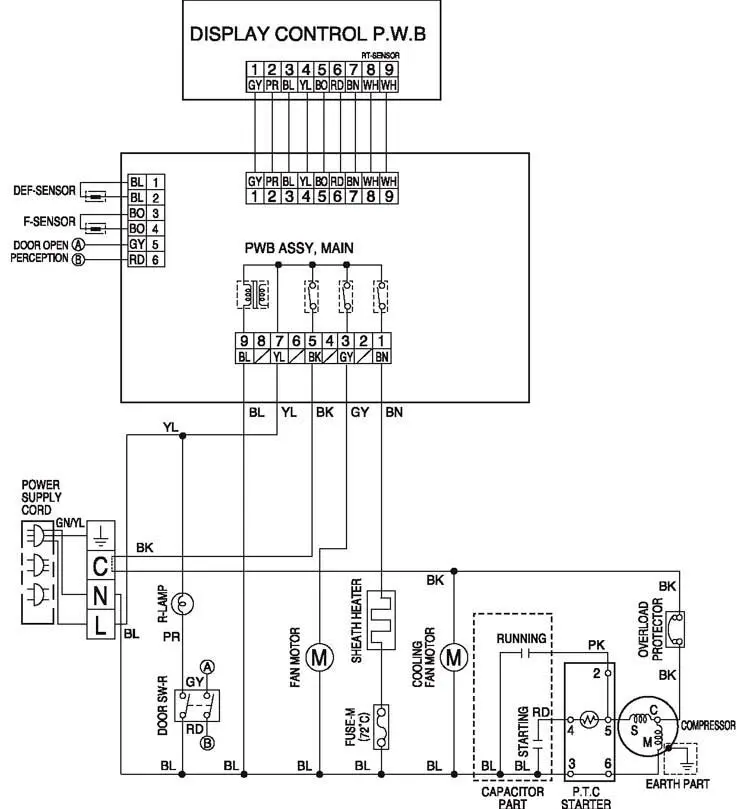 DISPLAY CONTROL P.W.B
RT-SENSOR
1 2 3 4 5 6 7 8 9
GY PR BL YL BO RD BN WH WH
GY PR BL YL BO RD BN WH WH
1 2 3 4 5 6 7 8 9
DEF-SENSOR
BL 1
BL 2
F-SENSOR
BO 3
BO 4
DOOR OPEN A
GY 5
PERCEPTION B
RD 6
PWB ASSY, MAIN
9 8 7 6 5 4 3 2 1
BL YL BK GY BN
BL YL BK GY BN
YL
POWER
SUPPLY
CORD
GN/YL
BK
C
N
L
BL
R-LAMP
PR
A
GY
DOOR SW-R
RD
B
FAN MOTOR
M
SHEATH HEATER
FUSE-M
(72°C)
BK
COOLING
FAN MOTOR
M
RUNNING
PK
STARTING
RD
2
4 5
3 6
BK
OVERLOAD
PROTECTOR
BK
C
S
M
COMPRESSOR
EARTH PART
BL BL BL BL BL BL BL
CAPACITOR
PART
P.T.C
STARTER